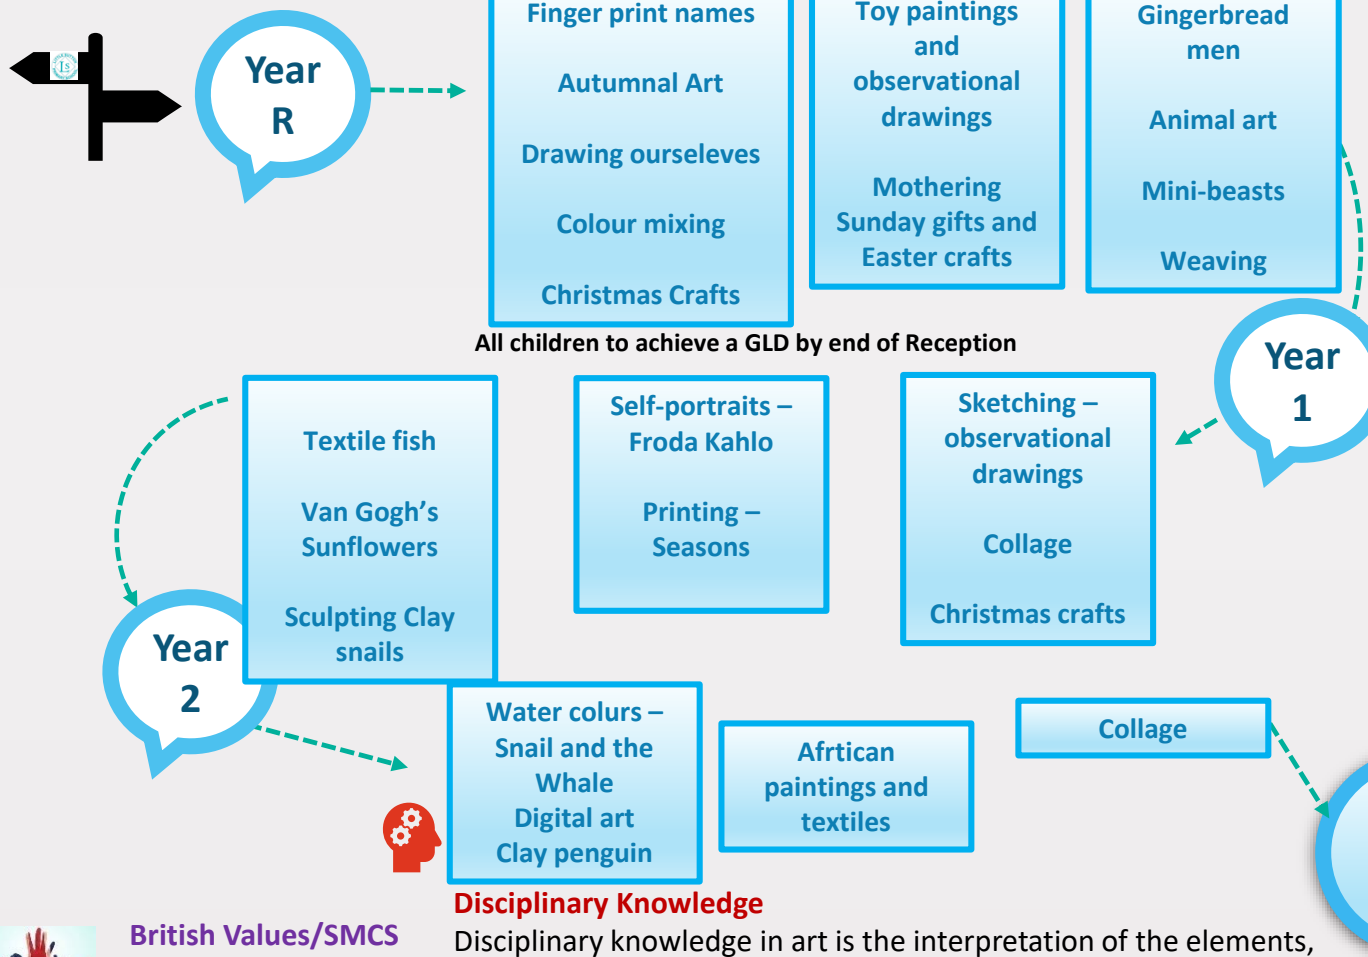 Year
R
Finger print names
Autumnal Art
Drawing ourseleves
Colour mixing
Christmas Crafts
Toy paintings
and
observational
drawings
Mothering
Sunday gifts and
Easter crafts
Gingerbread
men
Animal art
Mini-beasts
Weaving
All children to achieve a GLD by end of Reception
Year
1
Sketching –
observational
drawings
Collage
Christmas crafts
Self-portraits –
Froda Kahlo
Printing –
Seasons
Textile fish
Van Gogh’s
Sunflowers
Sculpting Clay
snails
Year
2
Water colurs –
Snail and the
Whale
Digital art
Clay penguin
Afrtican
paintings and
textiles
Collage
British Values/SMCS
Disciplinary Knowledge
Disciplinary knowledge in art is the interpretation of the elements,